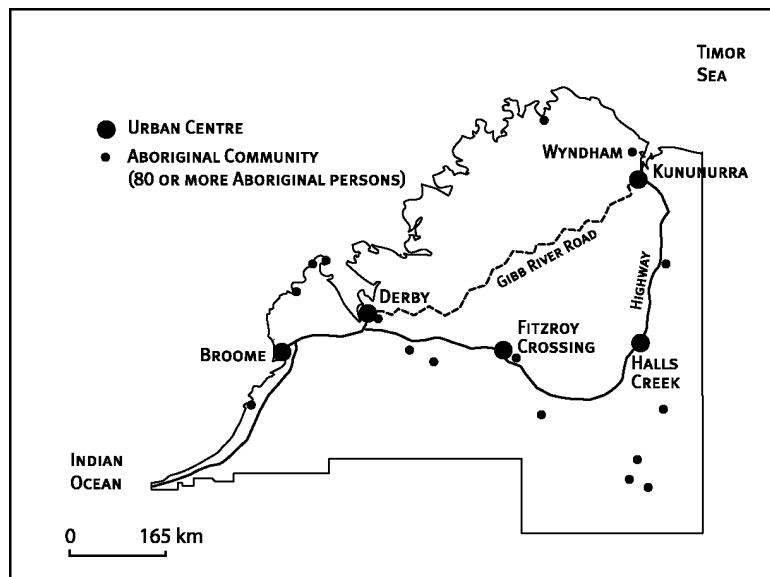 Timor
Sea
Urban Centre
Aboriginal Community
(80 or more Aboriginal persons)
Wyndham
Kununurra
Gibb River Road
Highway
Derby
Broome
Fitzroy
Crossing
Halls
Creek
Indian
Ocean
0 165 km